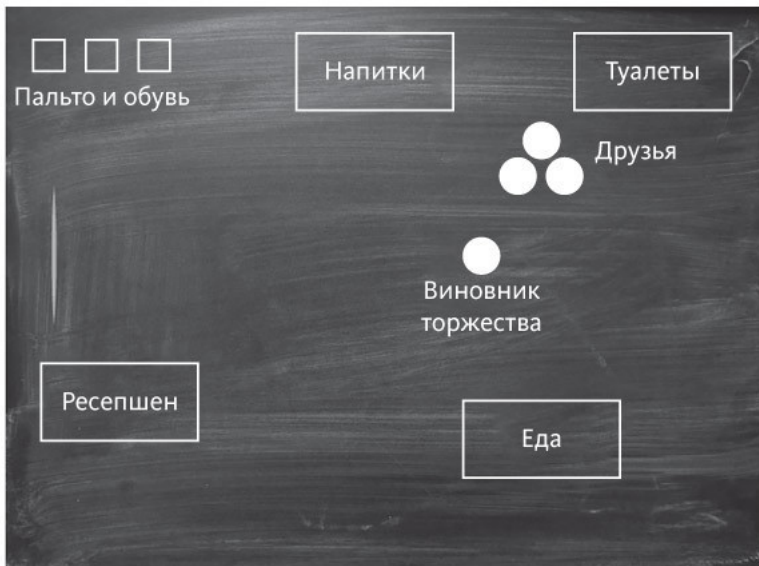 Напитки
Туалеты
Пальто и обувь
Друзья
Виновник
торжества
Ресепшен
Еда